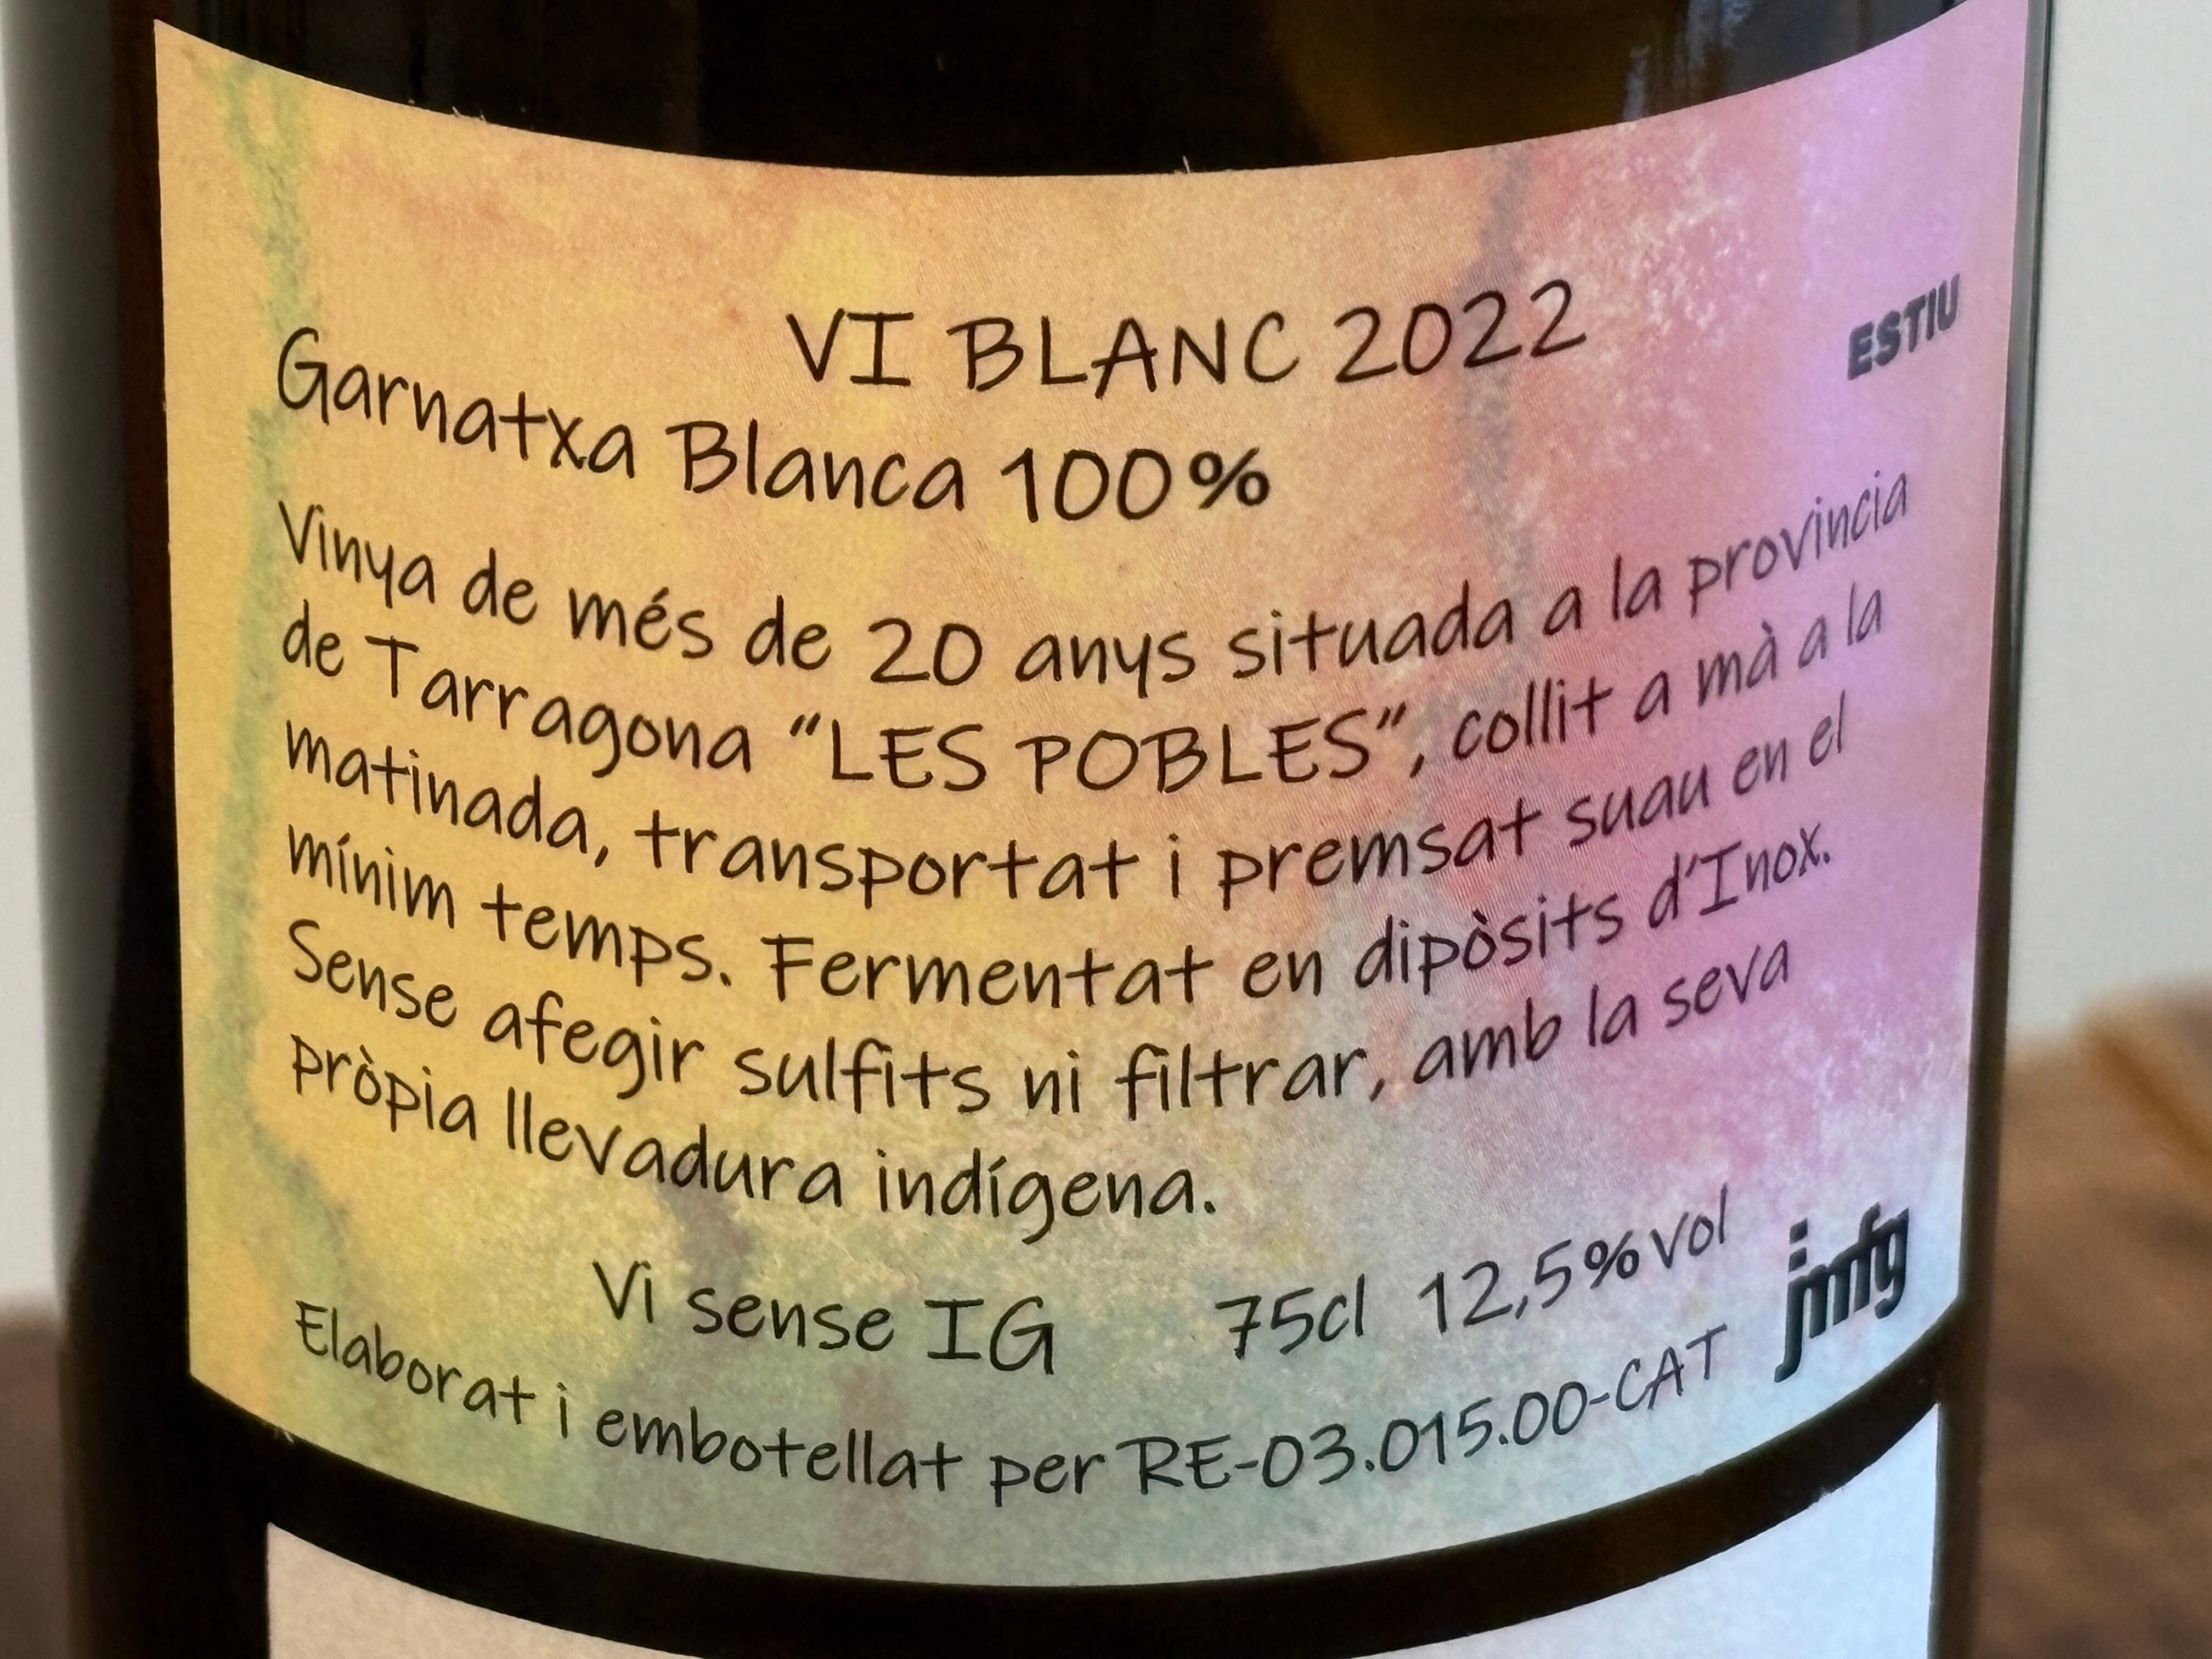 VI BLANC 2022
ESTIU
Garnatxa Blanca 100%
Vinya de més de 20 anys situada a la provincia
de Tarragona "LES POBLES", collit a mà a la
matinada, transportat i premsat suau en el
mínim temps. Fermentat en dipòsits d'Inox.
Sense afegir sulfits ni filtrar, amb la seva
pròpia llevadura indígena.
Vi sense IG 75cl 12,5%vol
Elaborat i embotellat per RE-03.015.00-CAT
jmfg